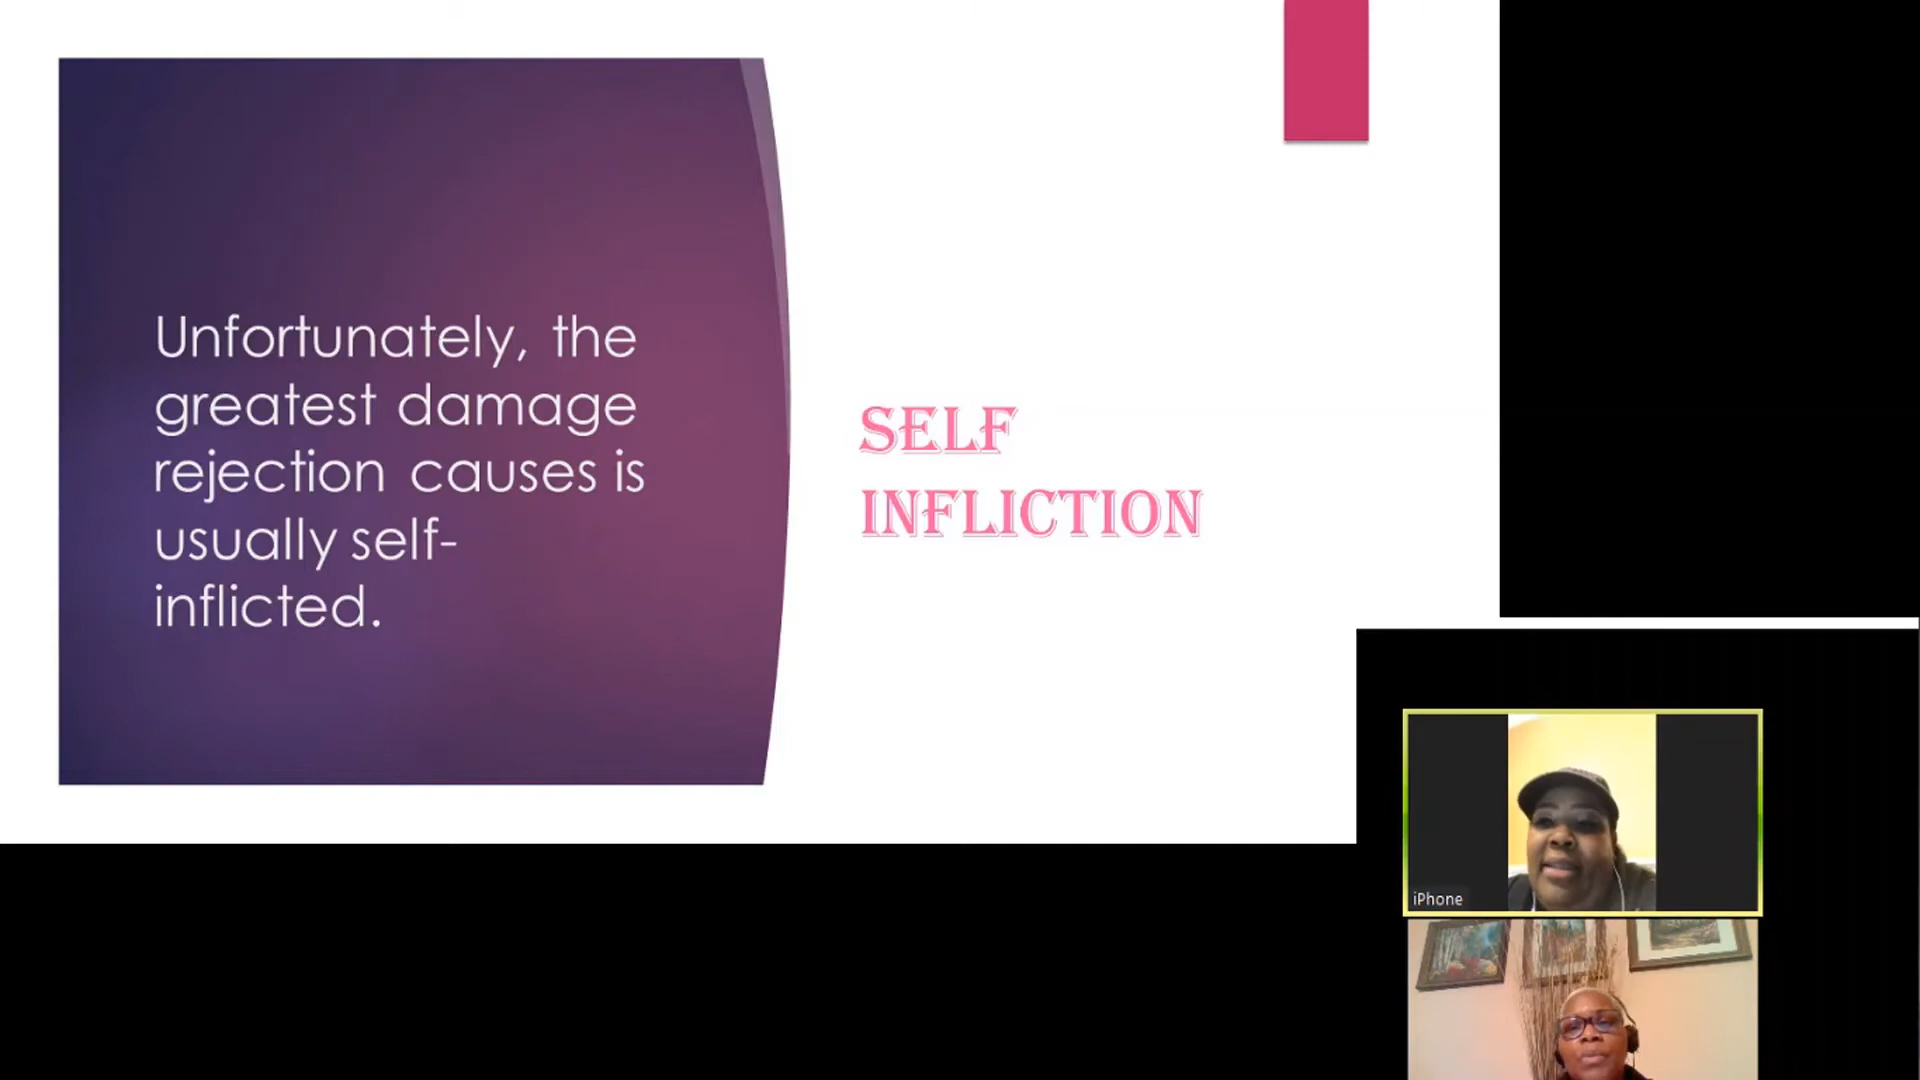 Unfortunately, the
greatest damage
rejection causes is
usually self-
inflicted.
SELF
INFLICTION
iPhone